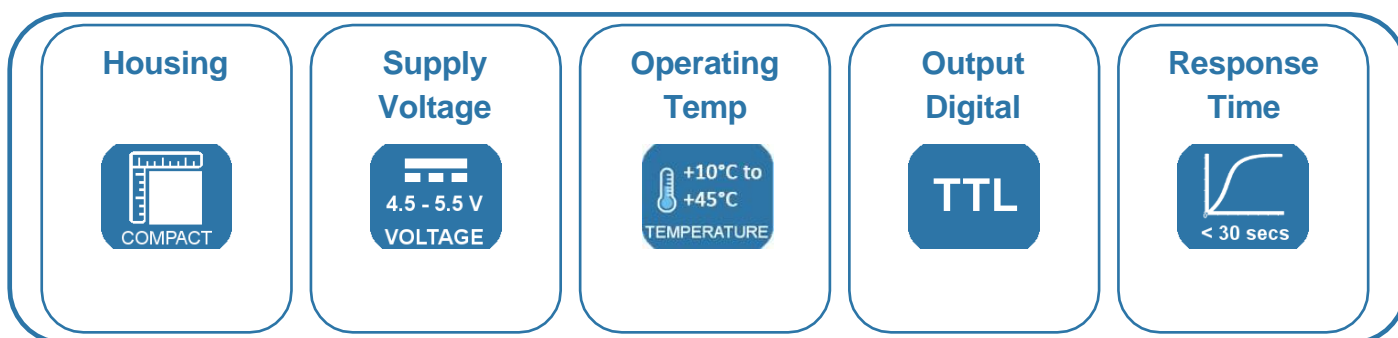 Housing
COMPACT
Supply
Voltage
4.5 - 5.5 V
VOLTAGE
Operating
Temp
+10°C to
+45°C
TEMPERATURE
Output
Digital
TTL
Response
Time
< 30 secs